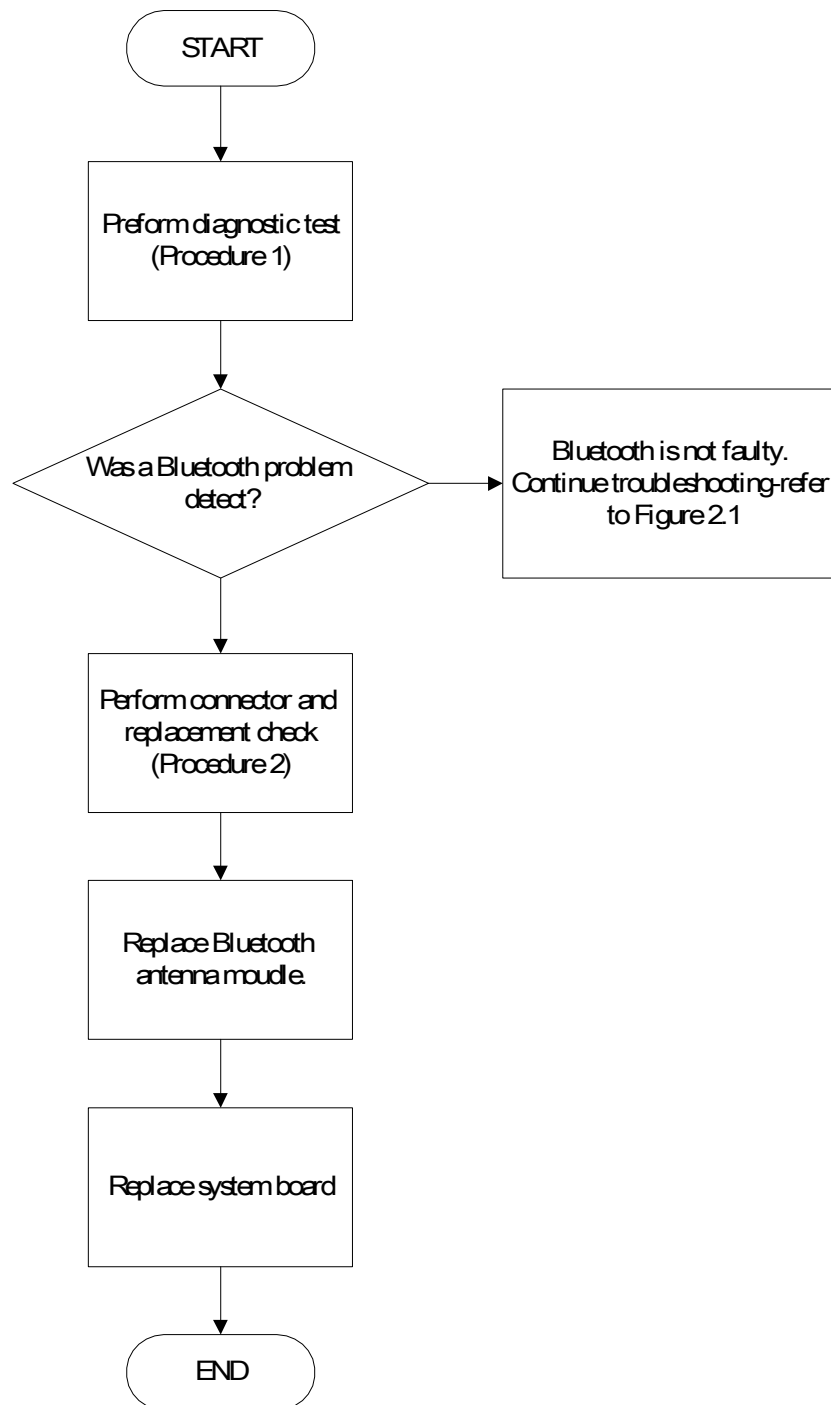 START
Preform diagnostic test
(Procedure 1)
Was a Bluetooth problem
detect?
Bluetooth is not faulty.
Continue troubleshooting-refer
to Figure 2.1
Perform connector and
replacement check
(Procedure 2)
Replace Bluetooth
antenna moudle.
Replace system board
END